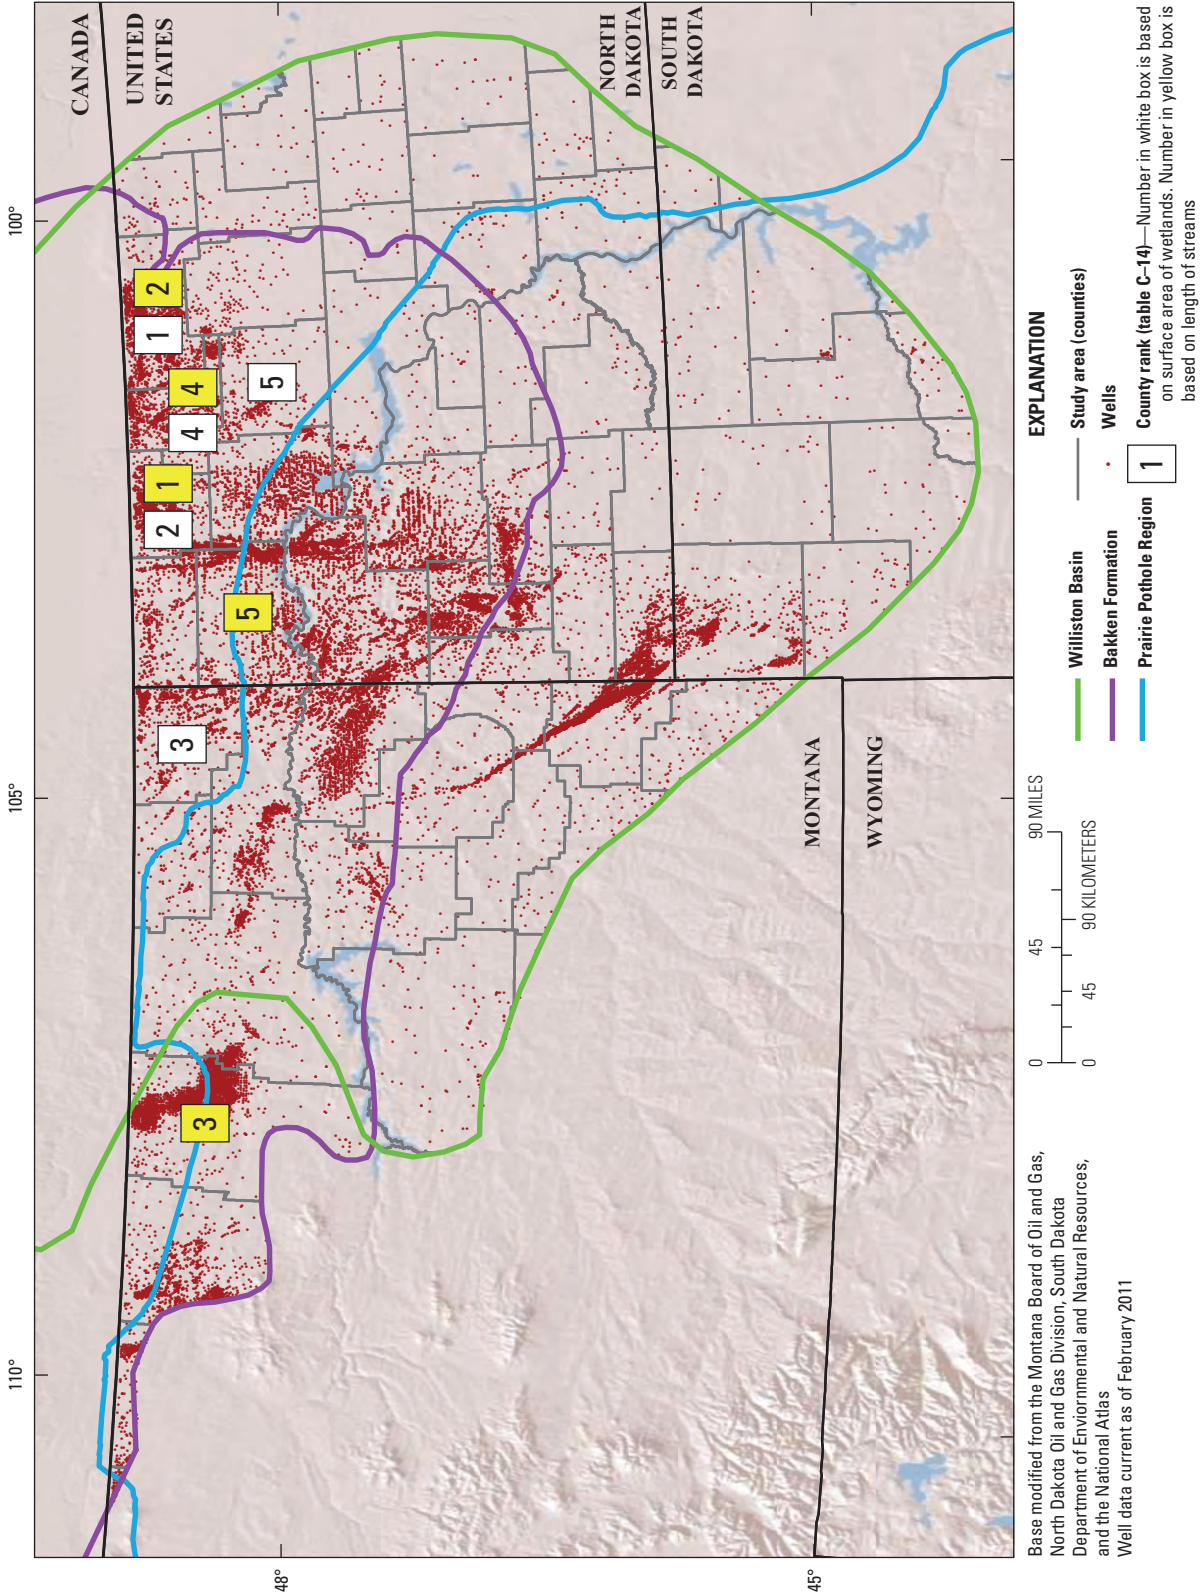 110°
105°
100°
48°
45°
CANADA
UNITED
STATES
NORTH
DAKOTA
SOUTH
DAKOTA
MONTANA
WYOMING
3
3
5
2
1
4
4
5
1
2
Base modified from the Montana Board of Oil and Gas,
North Dakota Oil and Gas Division, South Dakota
Department of Enviornmental and Natural Resources,
and the National Atlas
Well data current as of February 2011
0 45 90 MILES
0 45 90 KILOMETERS
EXPLANATION
Williston Basin
Bakken Formation
Prairie Pothole Region
Study area (counties)
Wells
1
County rank (table C–14)—Number in white box is based
on surface area of wetlands. Number in yellow box is
based on length of streams